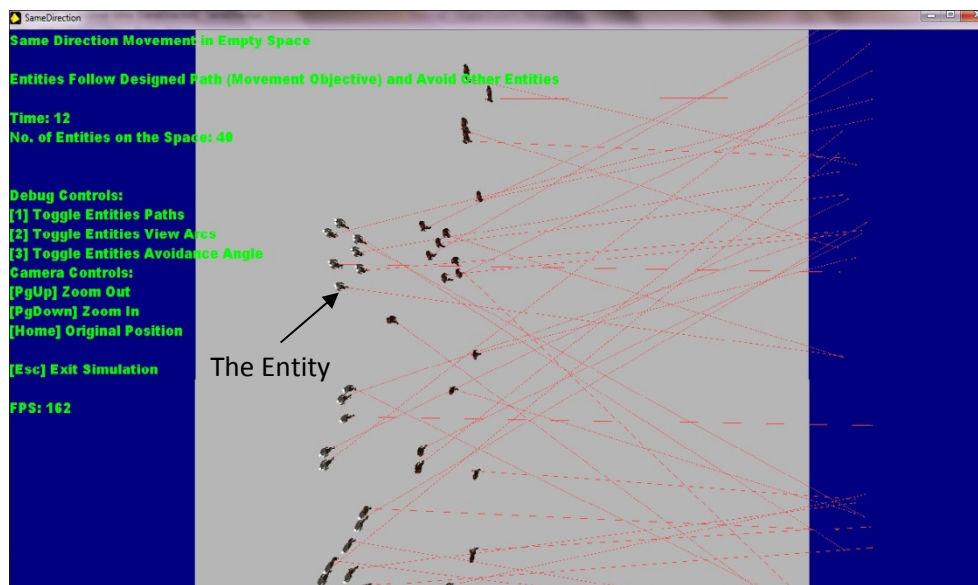 SameDirection
Same Direction Movement in Empty Space
Entities Follow Designed Path (Movement Objective) and Avoid Other Entities
Time: 12
No. of Entities on the Space: 40
Debug Controls:
[1] Toggle Entities Paths
[2] Toggle Entities View Arcs
[3] Toggle Entities Avoidance Angle
Camera Controls:
[PgUp] Zoom Out
[PgDown] Zoom In
[Home] Original Position
The Entity
[Esc] Exit Simulation
FPS: 162